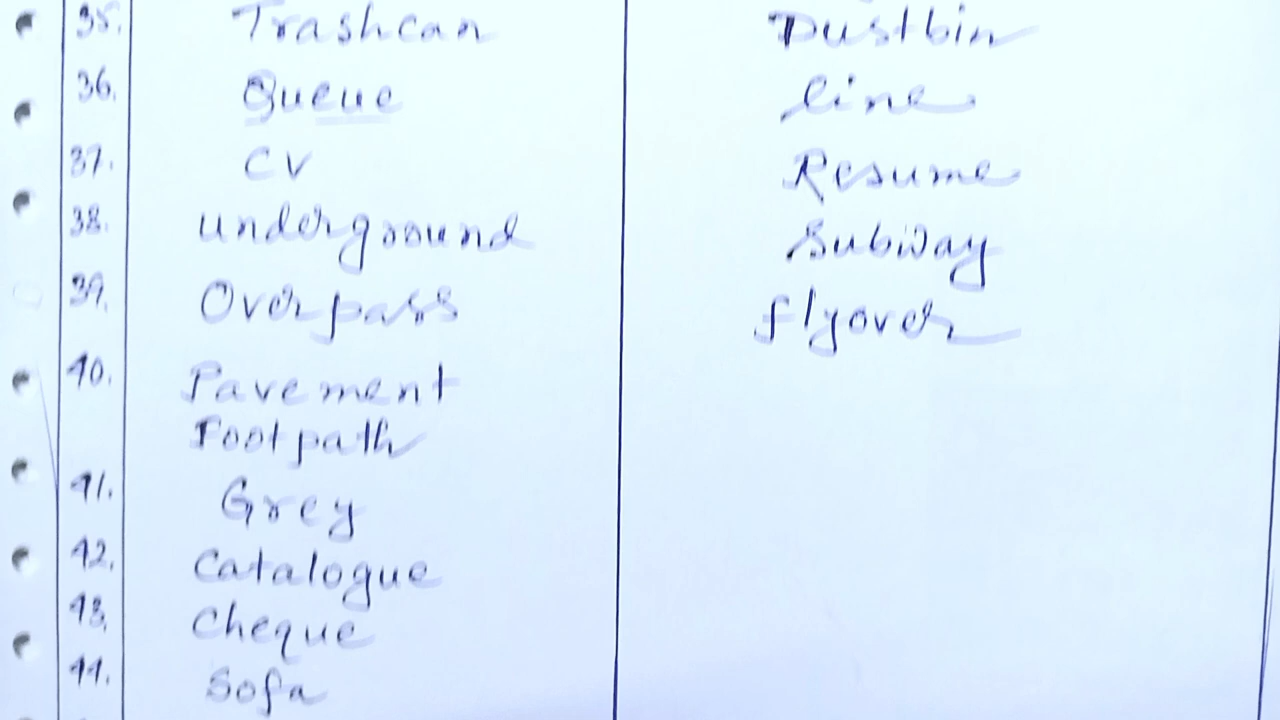 35. Trashcan Dustbin
36. Queue line
37. CV Resume
38. underground Subway
39. Overpass flyover
40. Pavement
Footpath
41. Grey
42. Catalogue
43. Cheque
44. Sofa